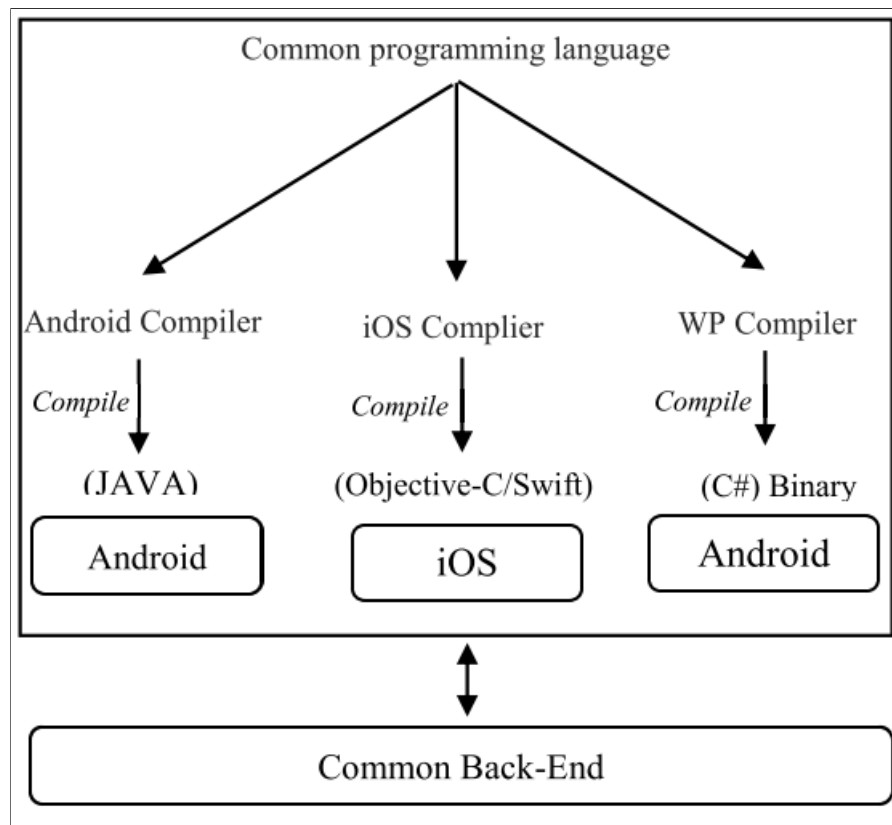 Common programming language
Android Compiler
iOS Complier
WP Compiler
Compile
Compile
Compile
(JAVA)
(Objective-C/Swift)
(C#) Binary
Android
iOS
Android
Common Back-End